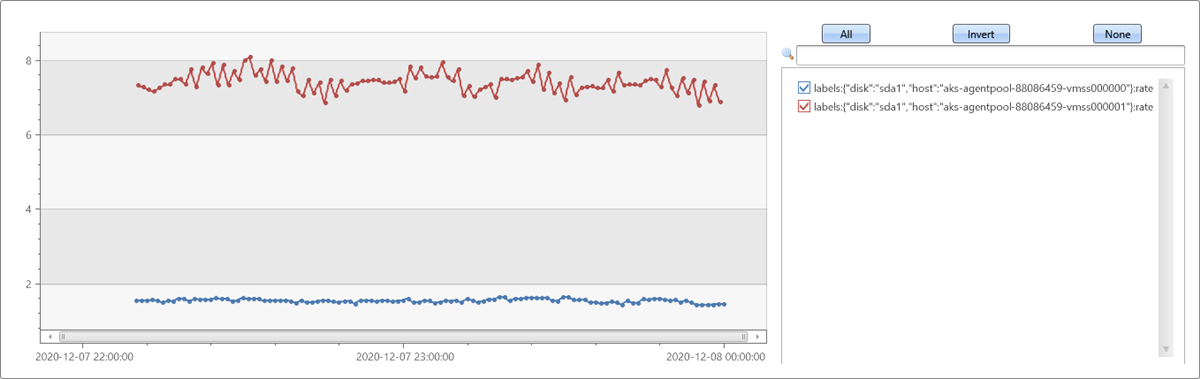 All Invert None
8
6
4
2
labels:{"disk":"sda1","host":"aks-agentpool-88086459-vmss000000"}:rate
labels:{"disk":"sda1","host":"aks-agentpool-88086459-vmss000001"}:rate
2020-12-07 22:00:00 2020-12-07 23:00:00 2020-12-08 00:00:00